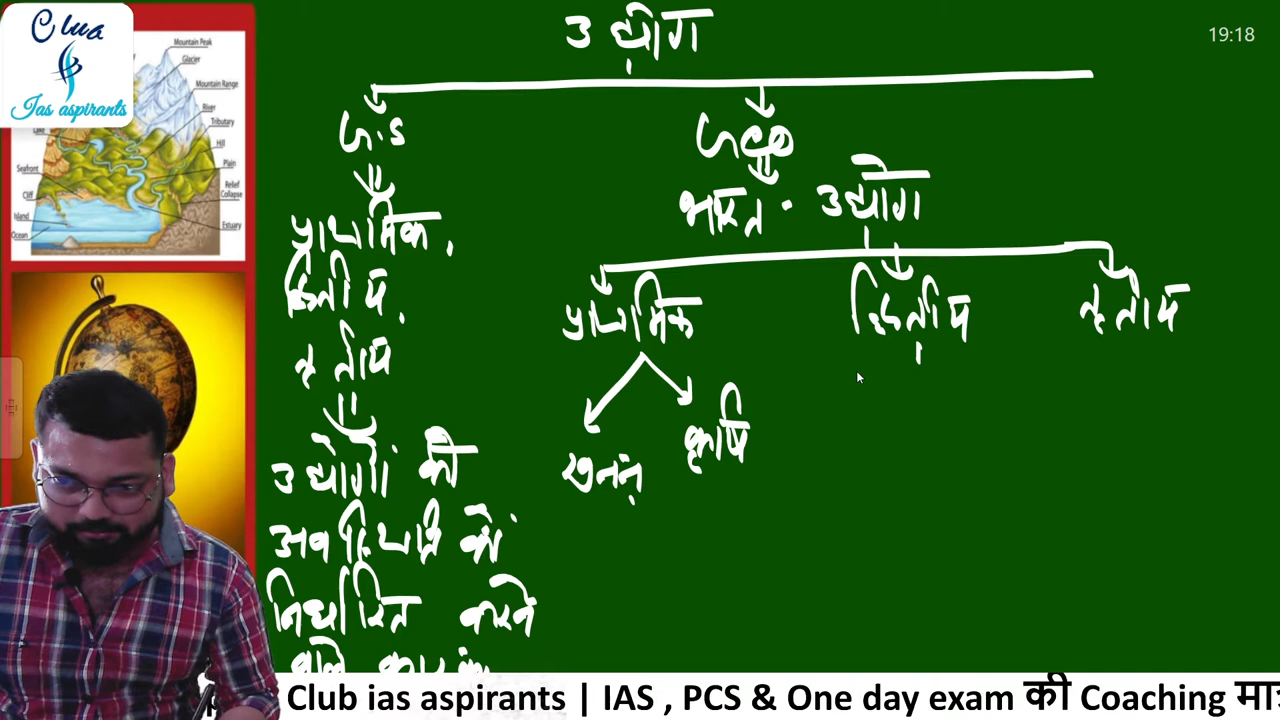 Clua
Ias aspirants
Mountain Peak
Glacier
Mountain Range
River
Tributary
Hill
Plain
Relief
Collapse
Estuary
Lake
Seafront
Cliff
Island
Ocean
19:18
उद्योग
G.S
प्राथमिक.
द्वितीय.
तृतीय
उद्योगों की
अवस्थिति को
निर्धारित करने
वाले कारक
भारत. उद्योग
प्राथमिक
द्वितीय
तृतीय
खनन
कृषि
Club ias aspirants | IAS , PCS & One day exam की Coaching